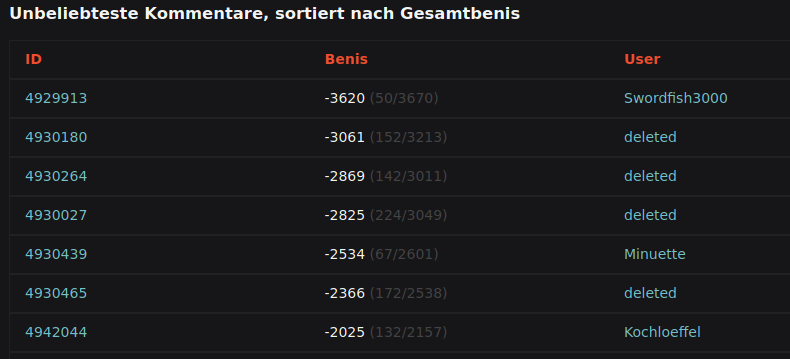 Unbeliebteste Kommentare, sortiert nach Gesamtbenis
ID Benis User
4929913 -3620 (50/3670) Swordfish3000
4930180 -3061 (152/3213) deleted
4930264 -2869 (142/3011) deleted
4930027 -2825 (224/3049) deleted
4930439 -2534 (67/2601) Minuette
4930465 -2366 (172/2538) deleted
4942044 -2025 (132/2157) Kochloeffel